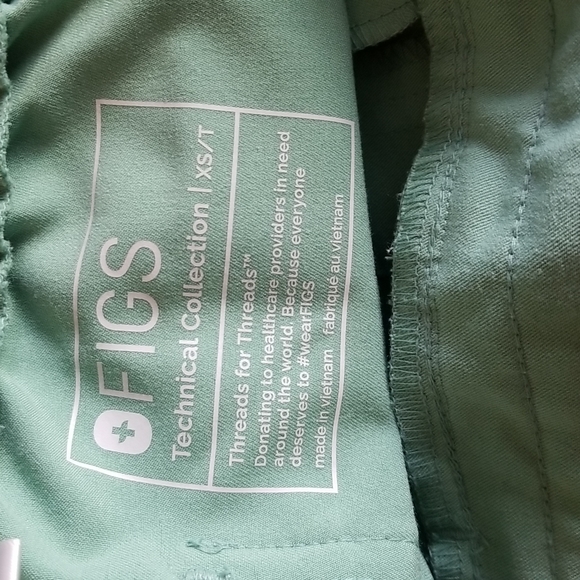 FIGS
Technical Collection | XS/T
Threads for Threads™
Donating to healthcare providers in need
around the world. Because everyone
deserves to #wearFIGS
made in vietnam fabrique au vietnam